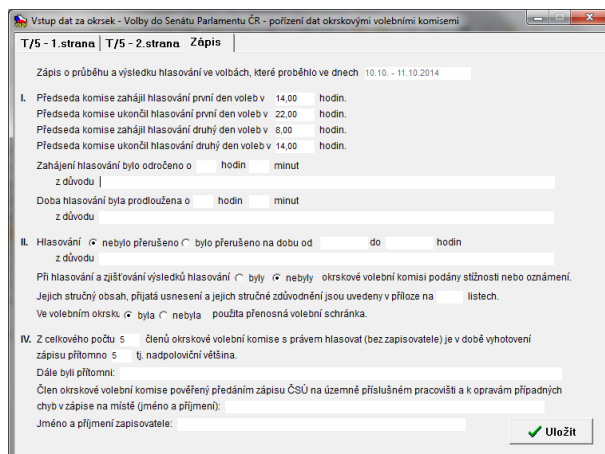 Vstup dat za okrsek - Volby do Senátu Parlamentu ČR - pořízení dat okrskovými volebními komisemi
T/5 - 1.strana T/5 - 2.strana Zápis
Zápis o průběhu a výsledku hlasování ve volbách, které proběhlo ve dnech 10.10. - 11.10.2014
I. Předseda komise zahájil hlasování první den voleb v 14,00 hodin.
Předseda komise ukončil hlasování první den voleb v 22,00 hodin.
Předseda komise zahájil hlasování druhý den voleb v 8,00 hodin.
Předseda komise ukončil hlasování druhý den voleb v 14,00 hodin.
Zahájení hlasování bylo odročeno o hodin minut
z důvodu
Doba hlasování byla prodloužena o hodin minut
z důvodu
II. Hlasování nebylo přerušeno bylo přerušeno na dobu od do hodin
z důvodu
Při hlasování a zjišťování výsledků hlasování byly nebyly okrskové volební komisi podány stížnosti nebo oznámení.
Jejich stručný obsah, přijatá usnesení a jejich stručné zdůvodnění jsou uvedeny v příloze na listech.
Ve volebním okrsku byla nebyla použita přenosná volební schránka.
IV. Z celkového počtu 5 členů okrskové volební komise s právem hlasovat (bez zapisovatele) je v době vyhotovení
zápisu přítomno 5 tj. nadpoloviční většina.
Dále byli přítomni:
Člen okrskové volební komise pověřený předáním zápisu ČSÚ na územně příslušném pracovišti a k opravám případných
chyb v zápise na místě (jméno a příjmení):
Jméno a příjmení zapisovatele:
Uložit